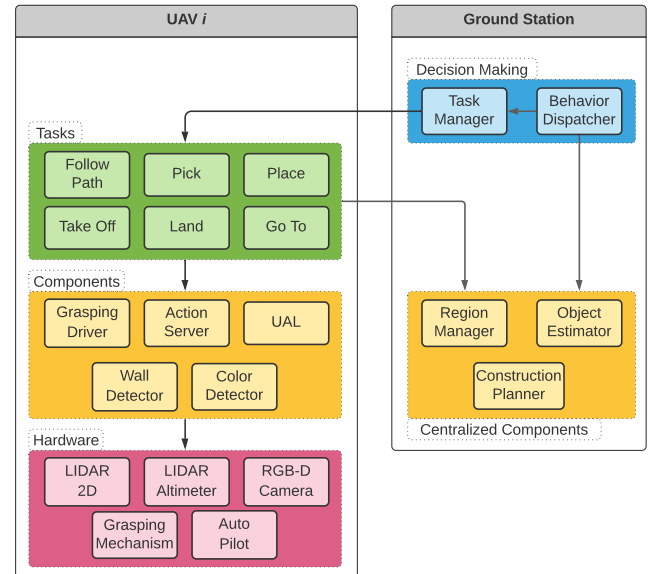 UAV i
Ground Station
Decision Making
Task
Manager
Behavior
Dispatcher
Tasks
Follow
Path
Pick
Place
Take Off
Land
Go To
Components
Grasping
Driver
Action
Server
UAL
Wall
Detector
Color
Detector
Region
Manager
Object
Estimator
Construction
Planner
Centralized Components
Hardware
LIDAR
2D
LIDAR
Altimeter
RGB-D
Camera
Grasping
Mechanism
Auto
Pilot